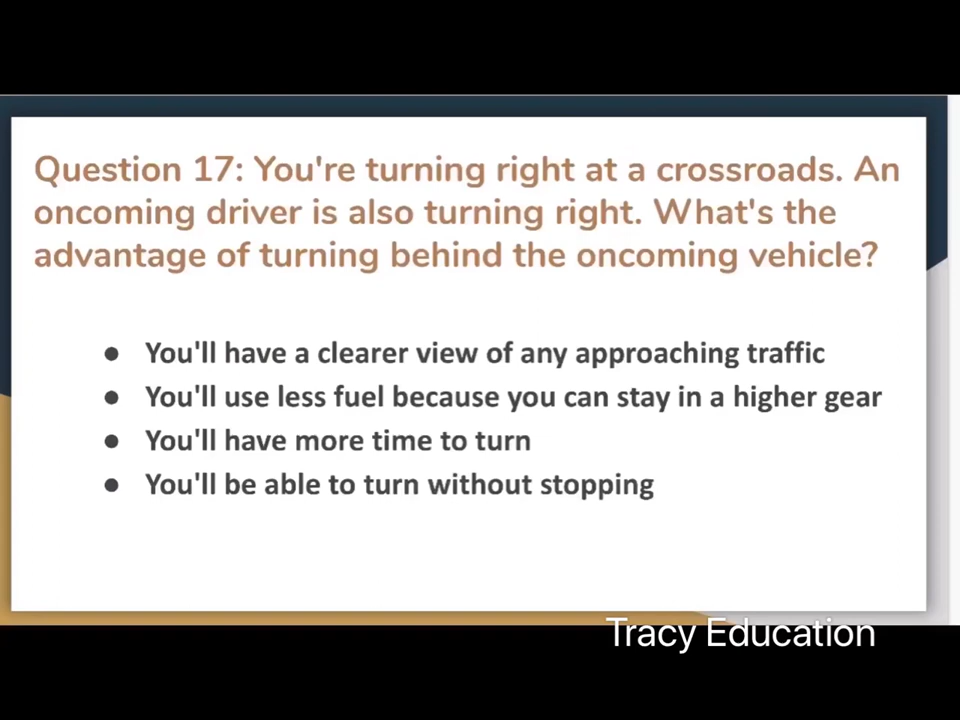 Question 17: You're turning right at a crossroads. An
oncoming driver is also turning right. What's the
advantage of turning behind the oncoming vehicle?
● You'll have a clearer view of any approaching traffic
● You'll use less fuel because you can stay in a higher gear
● You'll have more time to turn
● You'll be able to turn without stopping
Tracy Education